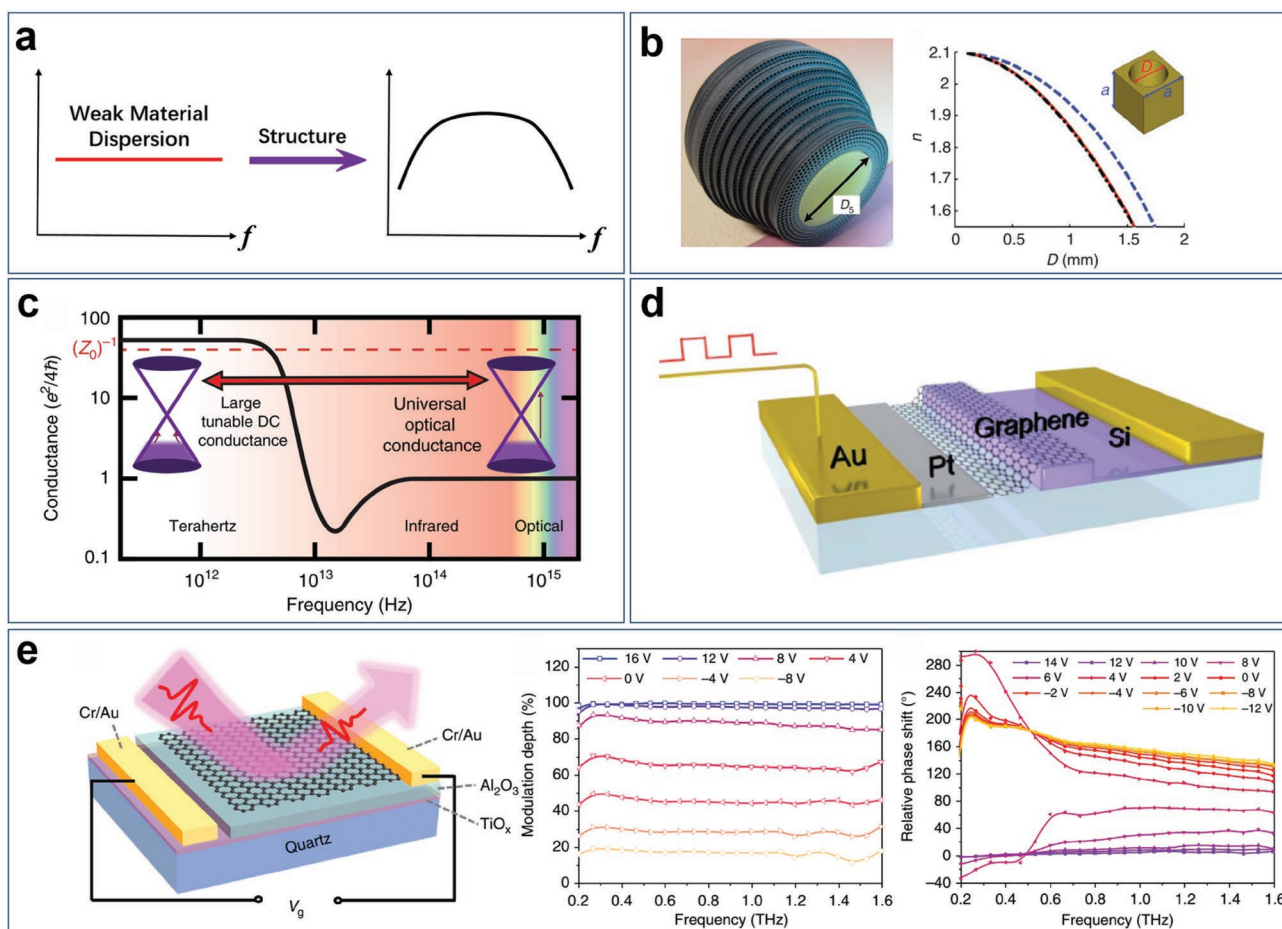 a
Weak Material
Dispersion
Structure
f
f
b
D₅
n
2.1
2.0
1.9
1.8
1.7
1.6
0
0.5
1
1.5
2
D (mm)
D
a
a
c
Conductance (e²/4ħ)
100
(Z₀)⁻¹
10
1
0.1
Large
tunable DC
conductance
Universal
optical
conductance
Terahertz
Infrared
Optical
10¹²
10¹³
10¹⁴
10¹⁵
Frequency (Hz)
d
Au
Pt
Graphene
Si
e
Cr/Au
Cr/Au
Al₂O₃
TiOₓ
Quartz
V_g
Modulation depth (%)
120
100
80
60
40
20
0
16 V 12 V 8 V 4 V
0 V −4 V −8 V
0.2 0.4 0.6 0.8 1.0 1.2 1.4 1.6
Frequency (THz)
Relative phase shift (°)
280
240
200
160
120
80
40
0
−40
14 V 12 V 10 V 8 V
6 V 4 V 2 V 0 V
−2 V −4 V −6 V −8 V
−10 V −12 V
0.2 0.4 0.6 0.8 1.0 1.2 1.4 1.6
Frequency (THz)